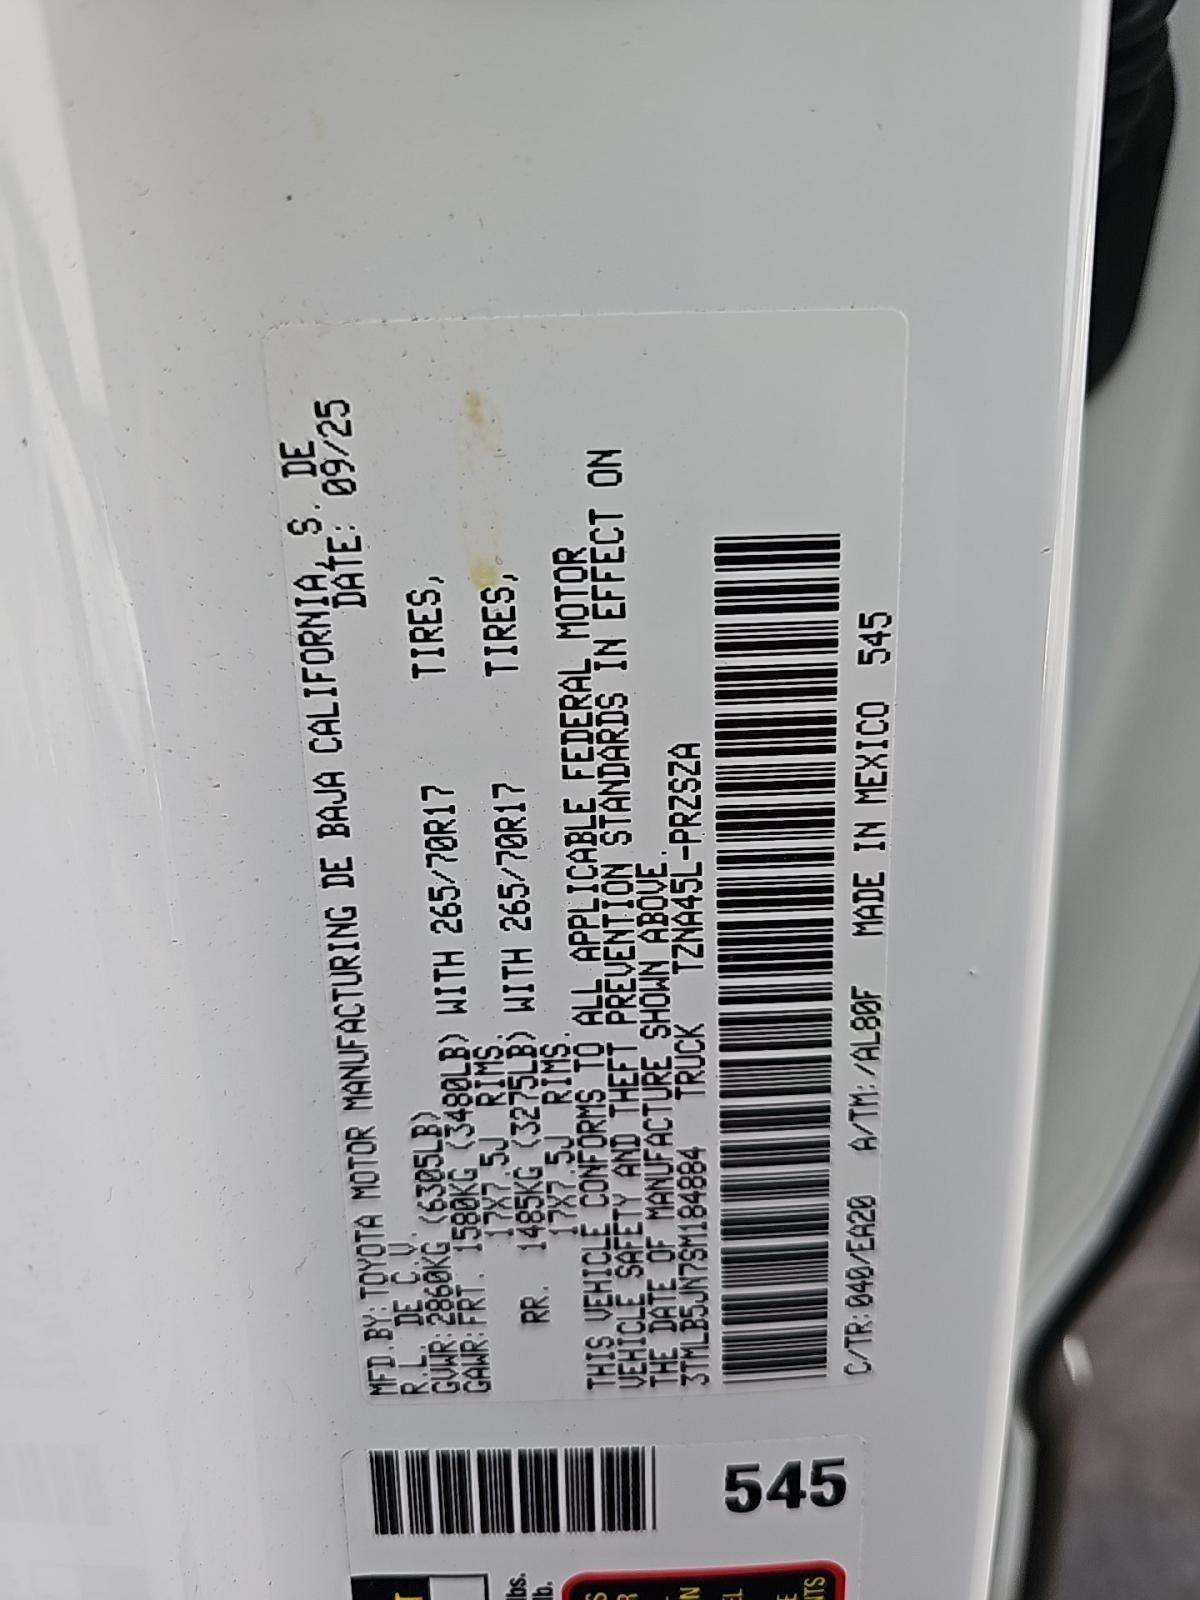 MFD.BY:TOYOTA MOTOR MANUFACTURING DE BAJA CALIFORNIA, S. DE
R.L. DE C.V. DATE: 09/25
GVWR:2860KG (6305LB)
GAWR:FRT. 1580KG (3480LB) WITH 265/70R17 TIRES,
17X7.5J RIMS.
RR. 1485KG (3275LB) WITH 265/70R17 TIRES,
17X7.5J RIMS.
THIS VEHICLE CONFORMS TO ALL APPLICABLE FEDERAL MOTOR
VEHICLE SAFETY AND THEFT PREVENTION STANDARDS IN EFFECT ON
THE DATE OF MANUFACTURE SHOWN ABOVE.
3TMLB5JN7SM184884 TRUCK TZNA45L-PRZSZA
C/TR:040/EA20 A/TM:/AL80F MADE IN MEXICO 545
545
lbs.
lb.